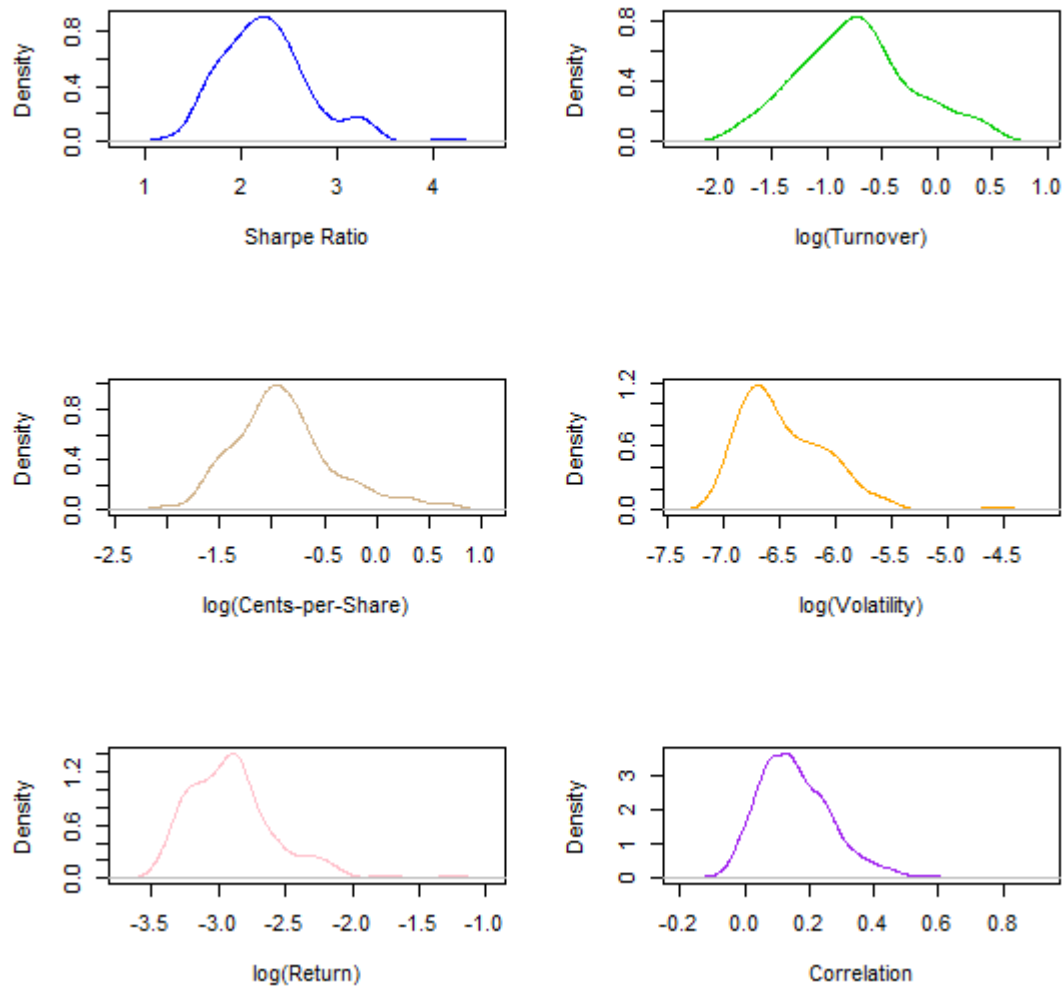 Density
0.0 0.4 0.8
1 2 3 4
Sharpe Ratio
Density
0.0 0.4 0.8
-2.0 -1.5 -1.0 -0.5 0.0 0.5 1.0
log(Turnover)
Density
0.0 0.4 0.8
-2.5 -1.5 -0.5 0.0 0.5 1.0
log(Cents-per-Share)
Density
0.0 0.6 1.2
-7.5 -7.0 -6.5 -6.0 -5.5 -5.0 -4.5
log(Volatility)
Density
0.0 0.6 1.2
-3.5 -3.0 -2.5 -2.0 -1.5 -1.0
log(Return)
Density
0 1 2 3
-0.2 0.0 0.2 0.4 0.6 0.8
Correlation